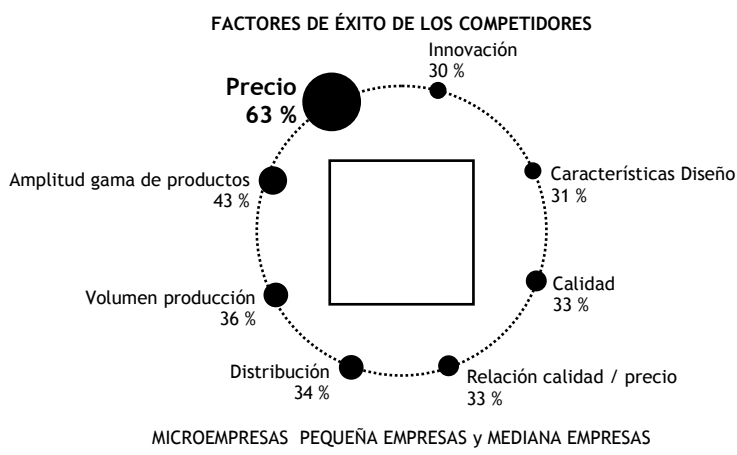 FACTORES DE ÉXITO DE LOS COMPETIDORES
Innovación
30 %
Precio
63 %
Características Diseño
31 %
Amplitud gama de productos
43 %
Calidad
33 %
Volumen producción
36 %
Distribución
34 %
Relación calidad / precio
33 %
MICROEMPRESAS PEQUEÑA EMPRESAS y MEDIANA EMPRESAS